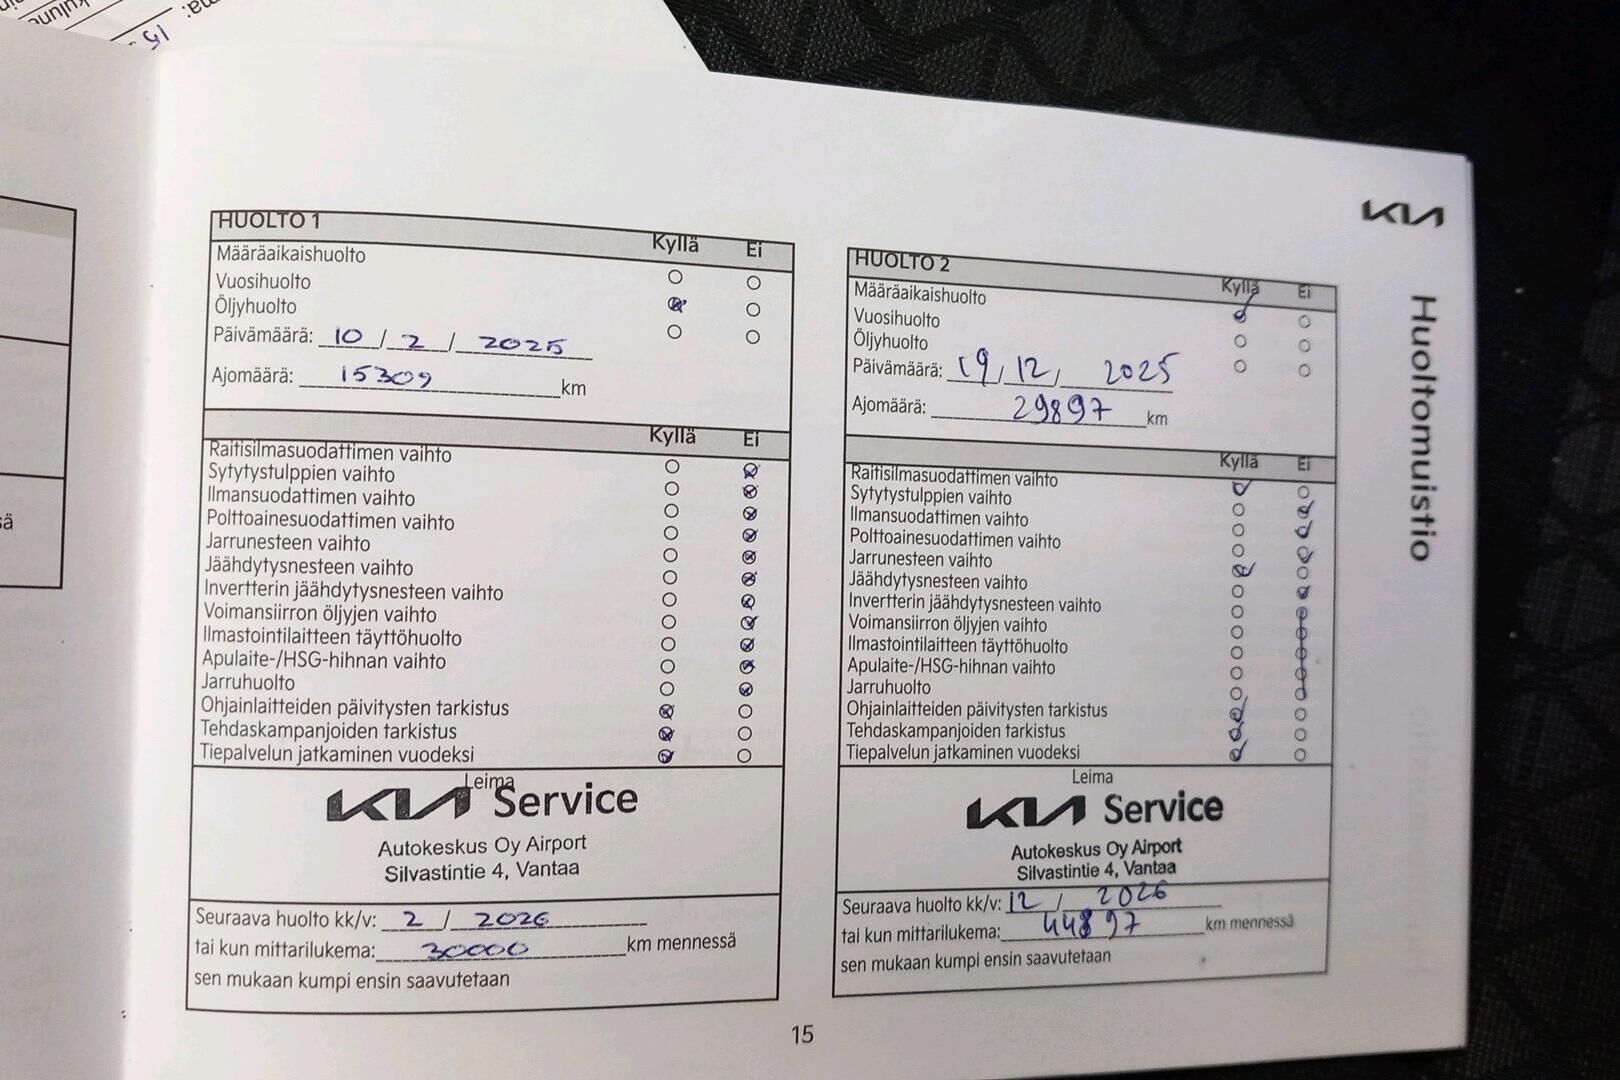 15
sä
KIA
Huoltomuistio
HUOLTO 1
Kyllä Ei
Määräaikaishuolto
Vuosihuolto
Öljyhuolto
Päivämäärä: 10 / 2 / 2025
Ajomäärä: 15309 km
Kyllä Ei
Raitisilmasuodattimen vaihto
Sytytystulppien vaihto
Ilmansuodattimen vaihto
Polttoainesuodattimen vaihto
Jarrunesteen vaihto
Jäähdytysnesteen vaihto
Invertterin jäähdytysnesteen vaihto
Voimansiirron öljyjen vaihto
Ilmastointilaitteen täyttöhuolto
Apulaite-/HSG-hihnan vaihto
Jarruhuolto
Ohjainlaitteiden päivitysten tarkistus
Tehdaskampanjoiden tarkistus
Tiepalvelun jatkaminen vuodeksi
Leima
KIA Service
Autokeskus Oy Airport
Silvastintie 4, Vantaa
Seuraava huolto kk/v: 2 / 2026
tai kun mittarilukema: 30000 km mennessä
sen mukaan kumpi ensin saavutetaan
HUOLTO 2
Kyllä Ei
Määräaikaishuolto
Vuosihuolto
Öljyhuolto
Päivämäärä: 19 / 12 / 2025
Ajomäärä: 29897 km
Kyllä Ei
Raitisilmasuodattimen vaihto
Sytytystulppien vaihto
Ilmansuodattimen vaihto
Polttoainesuodattimen vaihto
Jarrunesteen vaihto
Jäähdytysnesteen vaihto
Invertterin jäähdytysnesteen vaihto
Voimansiirron öljyjen vaihto
Ilmastointilaitteen täyttöhuolto
Apulaite-/HSG-hihnan vaihto
Jarruhuolto
Ohjainlaitteiden päivitysten tarkistus
Tehdaskampanjoiden tarkistus
Tiepalvelun jatkaminen vuodeksi
Leima
KIA Service
Autokeskus Oy Airport
Silvastintie 4, Vantaa
Seuraava huolto kk/v: 12 / 2026
tai kun mittarilukema: 44897 km mennessä
sen mukaan kumpi ensin saavutetaan
15